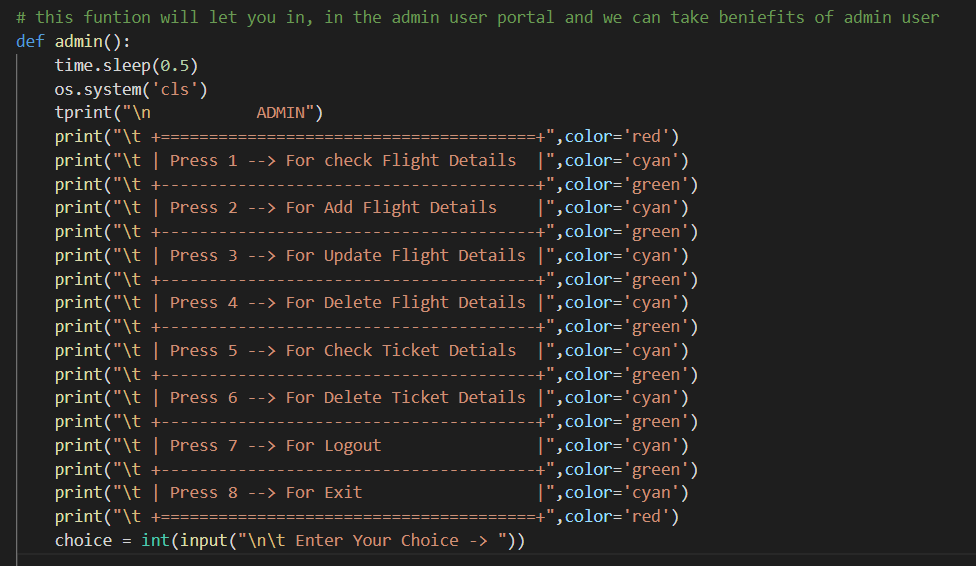 # this funtion will let you in, in the admin user portal and we can take beniefits of admin user
def admin():
    time.sleep(0.5)
    os.system('cls')
    tprint("\n           ADMIN")
    print("\t +=======================================+",color='red')
    print("\t | Press 1 --> For check Flight Details  |",color='cyan')
    print("\t +---------------------------------------+",color='green')
    print("\t | Press 2 --> For Add Flight Details    |",color='cyan')
    print("\t +---------------------------------------+",color='green')
    print("\t | Press 3 --> For Update Flight Details |",color='cyan')
    print("\t +---------------------------------------+",color='green')
    print("\t | Press 4 --> For Delete Flight Details |",color='cyan')
    print("\t +---------------------------------------+",color='green')
    print("\t | Press 5 --> For Check Ticket Detials  |",color='cyan')
    print("\t +---------------------------------------+",color='green')
    print("\t | Press 6 --> For Delete Ticket Details |",color='cyan')
    print("\t +---------------------------------------+",color='green')
    print("\t | Press 7 --> For Logout                |",color='cyan')
    print("\t +---------------------------------------+",color='green')
    print("\t | Press 8 --> For Exit                  |",color='cyan')
    print("\t +=======================================+",color='red')
    choice = int(input("\n\t Enter Your Choice -> "))